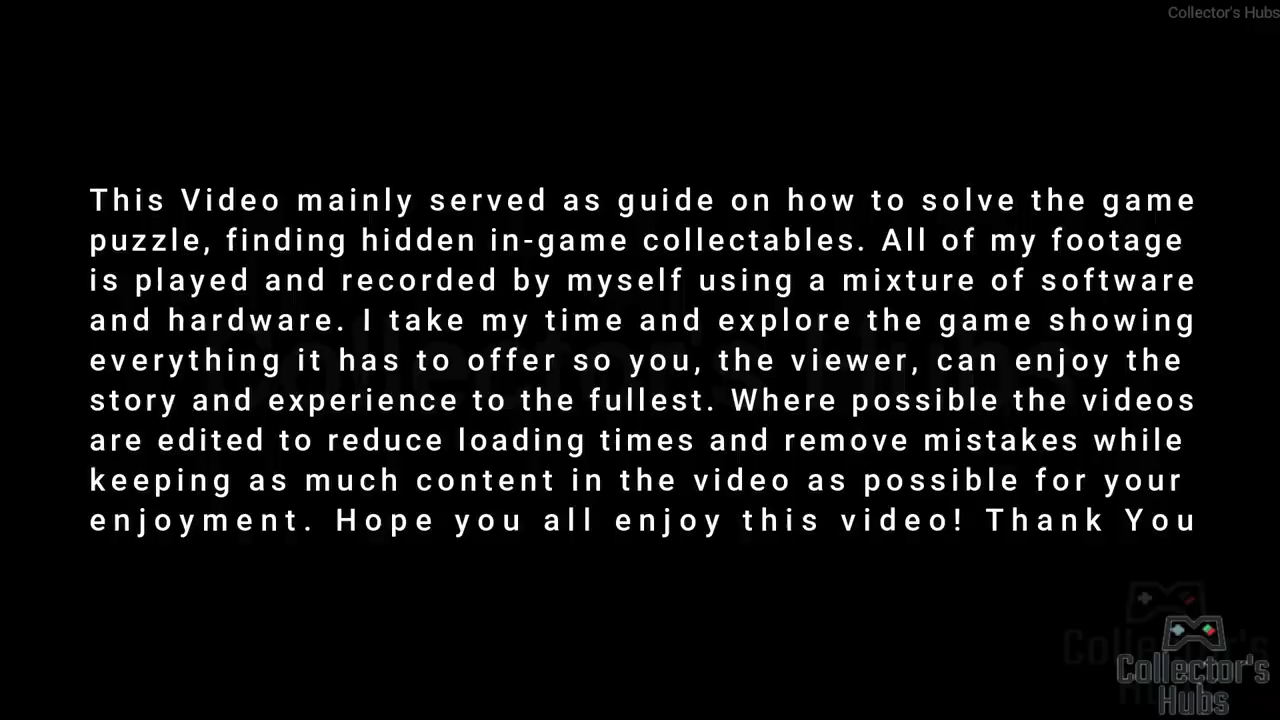 Collector's Hubs
This Video mainly served as guide on how to solve the game
puzzle, finding hidden in-game collectables. All of my footage
is played and recorded by myself using a mixture of software
and hardware. I take my time and explore the game showing
everything it has to offer so you, the viewer, can enjoy the
story and experience to the fullest. Where possible the videos
are edited to reduce loading times and remove mistakes while
keeping as much content in the video as possible for your
enjoyment. Hope you all enjoy this video! Thank You
Collector's
Hubs